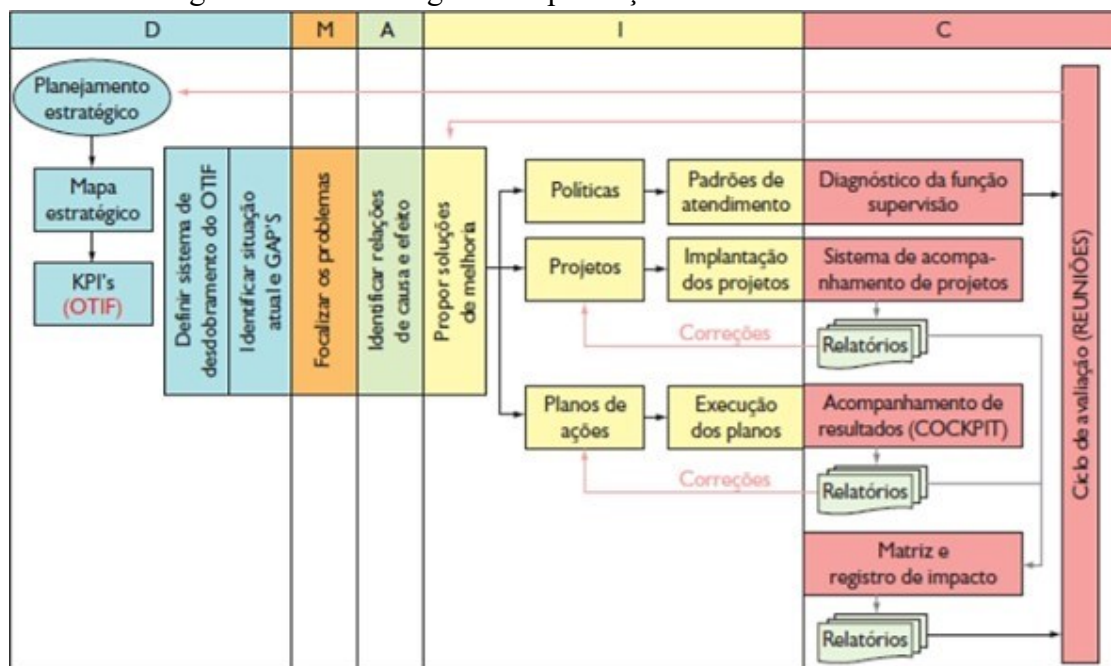 D
M
A
I
C
Planejamento
estratégico
Mapa
estratégico
KPI's
(OTIF)
Definir sistema de
desdobramento do OTIF
Identificar situação
atual e GAP'S
Focalizar os problemas
Identificar relações
de causa e efeito
Propor soluções
de melhoria
Políticas
Padrões de
atendimento
Diagnóstico da função
supervisão
Projetos
Implantação
dos projetos
Sistema de acompa-
nhamento de projetos
Correções
Relatórios
Planos de
ações
Execução
dos planos
Acompanhamento de
resultados (COCKPIT)
Correções
Relatórios
Matriz e
registro de impacto
Relatórios
Ciclo de avaliação (REUNIÕES)